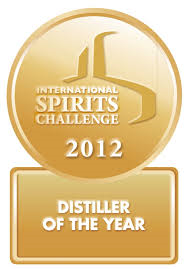 INTERNATIONAL
SPIRITS
CHALLENGE
2012
DISTILLER
OF THE YEAR